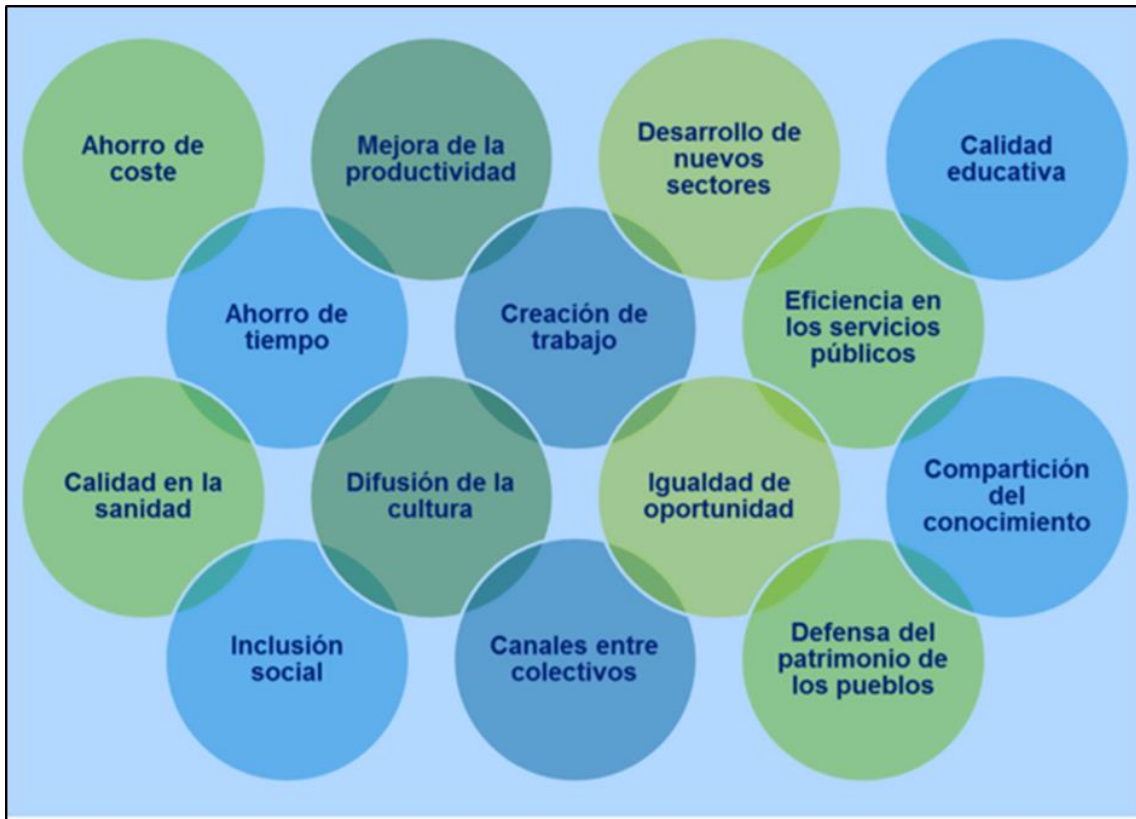 Ahorro de
coste
Mejora de la
productividad
Desarrollo de
nuevos
sectores
Calidad
educativa
Ahorro de
tiempo
Creación de
trabajo
Eficiencia en
los servicios
públicos
Calidad en la
sanidad
Difusión de la
cultura
Igualdad de
oportunidad
Compartición
del
conocimiento
Inclusión
social
Canales entre
colectivos
Defensa del
patrimonio de
los pueblos